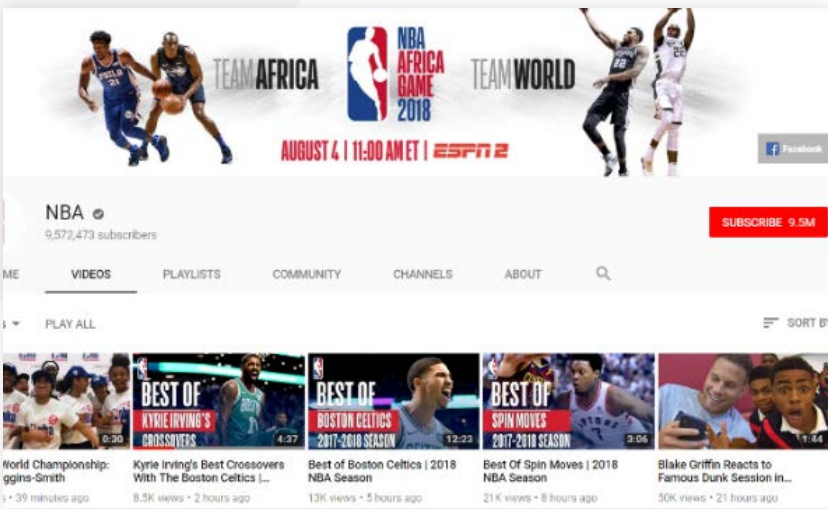 TEAM AFRICA
NBA
AFRICA
GAME
2018
TEAM WORLD
AUGUST 4 | 11:00 AM ET | ESPN 2
Facebook
NBA
9,572,473 subscribers
SUBSCRIBE 9.5M
ME VIDEOS PLAYLISTS COMMUNITY CHANNELS ABOUT
PLAY ALL
SORT BY
0:30
BEST OF
KYRIE IRVING'S
CROSSOVERS
4:37
BEST OF
BOSTON CELTICS
2017-2018 SEASON
12:23
BEST OF
SPIN MOVES
2017-2018 SEASON
3:06
1:44
World Championship:
ggins-Smith
s • 39 minutes ago
Kyrie Irving's Best Crossovers
With The Boston Celtics |...
8.5K views • 2 hours ago
Best of Boston Celtics | 2018
NBA Season
13K views • 5 hours ago
Best Of Spin Moves | 2018
NBA Season
21K views • 8 hours ago
Blake Griffin Reacts to
Famous Dunk Session in...
50K views • 21 hours ago